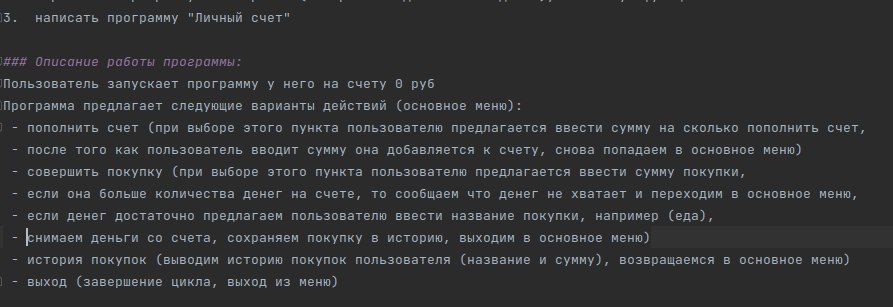 3.  написать программу "Личный счет"
### Описание работы программы:
Пользователь запускает программу у него на счету 0 руб
Программа предлагает следующие варианты действий (основное меню):
- пополнить счет (при выборе этого пункта пользователю предлагается ввести сумму на сколько пополнить счет,
- после того как пользователь вводит сумму она добавляется к счету, снова попадаем в основное меню)
- совершить покупку (при выборе этого пункта пользователю предлагается ввести сумму покупки,
- если она больше количества денег на счете, то сообщаем что денег не хватает и переходим в основное меню,
- если денег достаточно предлагаем пользователю ввести название покупки, например (еда),
- снимаем деньги со счета, сохраняем покупку в историю, выходим в основное меню)
- история покупок (выводим историю покупок пользователя (название и сумму), возвращаемся в основное меню)
- выход (завершение цикла, выход из меню)